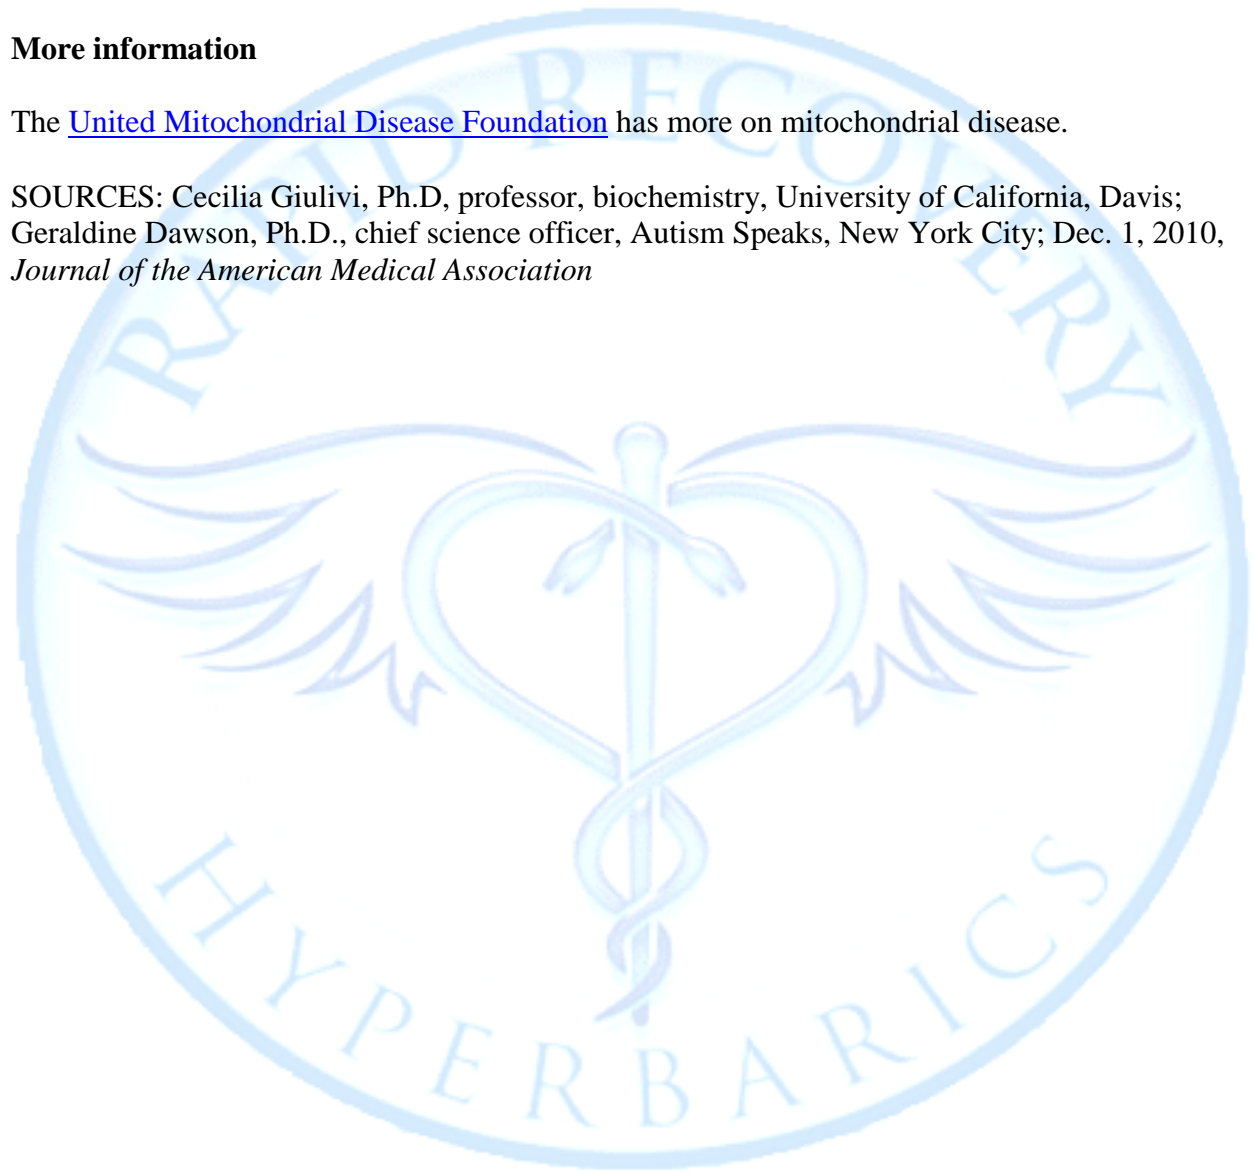 More information
The United Mitochondrial Disease Foundation has more on mitochondrial disease.
SOURCES: Cecilia Giulivi, Ph.D, professor, biochemistry, University of California, Davis;
Geraldine Dawson, Ph.D., chief science officer, Autism Speaks, New York City; Dec. 1, 2010,
Journal of the American Medical Association
RAPID RECOVERY
HYPERBARICS